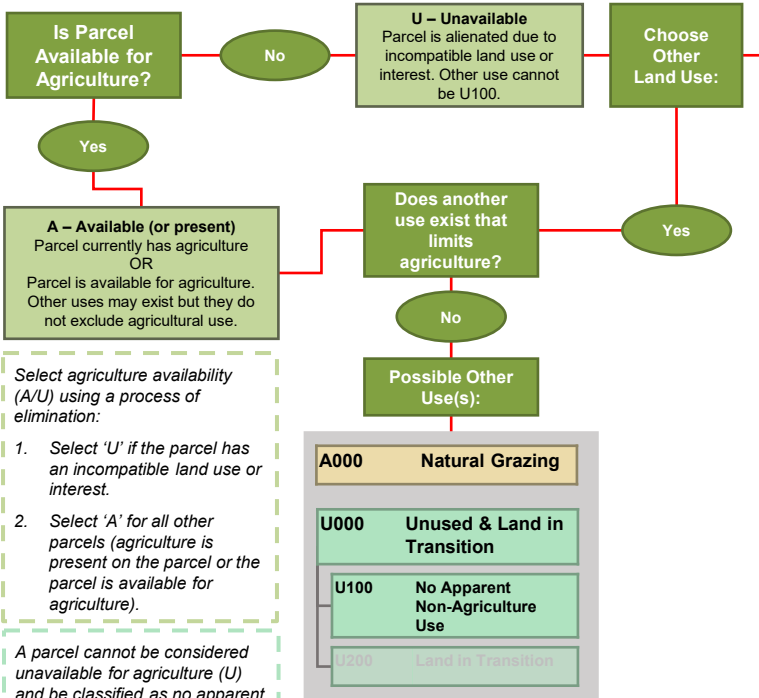 Is Parcel
Available for
Agriculture?
No
U – Unavailable
Parcel is alienated due to
incompatible land use or
interest. Other use cannot
be U100.
Choose
Other
Land Use:
Yes
A – Available (or present)
Parcel currently has agriculture
OR
Parcel is available for agriculture.
Other uses may exist but they do
not exclude agricultural use.
Does another
use exist that
limits
agriculture?
Yes
No
Possible Other
Use(s):
A000 Natural Grazing
U000 Unused & Land in
Transition
U100 No Apparent
Non-Agriculture
Use
U200 Land in Transition
Select agriculture availability
(A/U) using a process of
elimination:
1. Select ‘U’ if the parcel has
an incompatible land use or
interest.
2. Select ‘A’ for all other
parcels (agriculture is
present on the parcel or the
parcel is available for
agriculture).
A parcel cannot be considered
unavailable for agriculture (U)
and be classified as no apparent